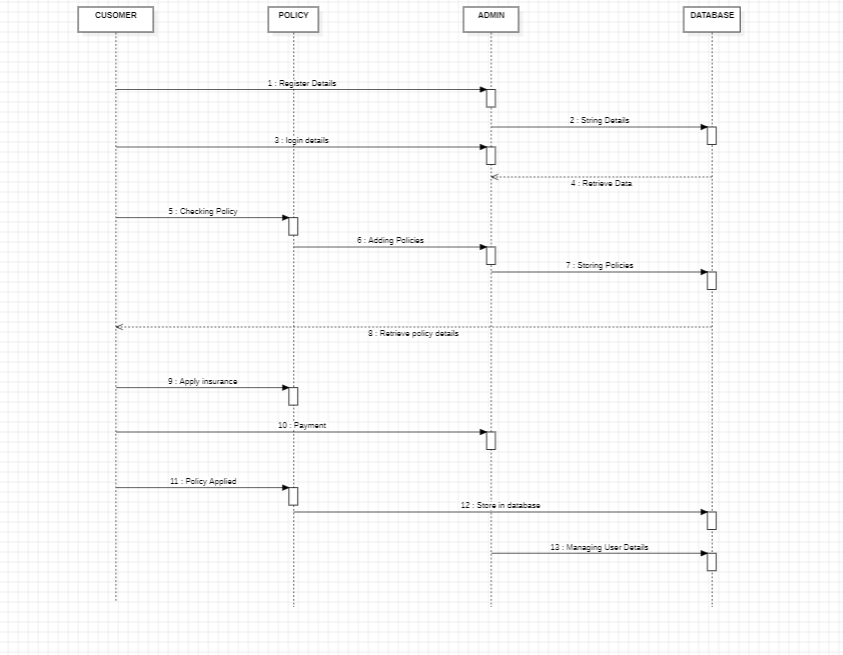 CUSOMER
POLICY
ADMIN
DATABASE
1 : Register Details
2 : String Details
3 : login details
4 : Retrieve Data
5 : Checking Policy
6 : Adding Policies
7 : Storing Policies
8 : Retrieve policy details
9 : Apply insurance
10 : Payment
11 : Policy Applied
12 : Store in database
13 : Managing User Details